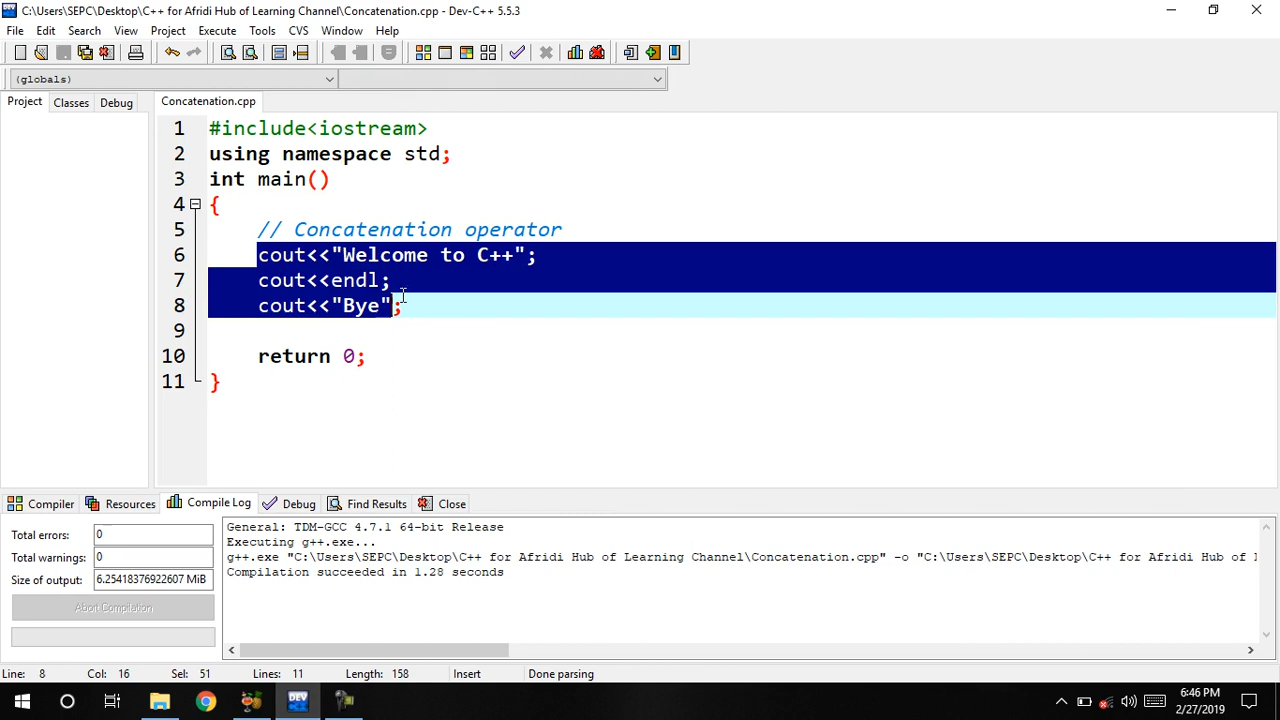 C:\Users\SEPC\Desktop\C++ for Afridi Hub of Learning Channel\Concatenation.cpp - Dev-C++ 5.5.3
File Edit Search View Project Execute Tools CVS Window Help
(globals)
Project Classes Debug Concatenation.cpp
1 #include<iostream>
2 using namespace std;
3 int main()
4 {
5 // Concatenation operator
6 cout<<"Welcome to C++";
7 cout<<endl;
8 cout<<"Bye";
9
10 return 0;
11 }
Compiler Resources Compile Log Debug Find Results Close
Total errors: 0
Total warnings: 0
Size of output: 6.25418376922607 MiB
Abort Compilation
General: TDM-GCC 4.7.1 64-bit Release
Executing g++.exe...
g++.exe "C:\Users\SEPC\Desktop\C++ for Afridi Hub of Learning Channel\Concatenation.cpp" -o "C:\Users\SEPC\Desktop\C++ for Afridi Hub of
Compilation succeeded in 1.28 seconds
Line: 8 Col: 16 Sel: 51 Lines: 11 Length: 158 Insert Done parsing
DEV
6:46 PM
2/27/2019